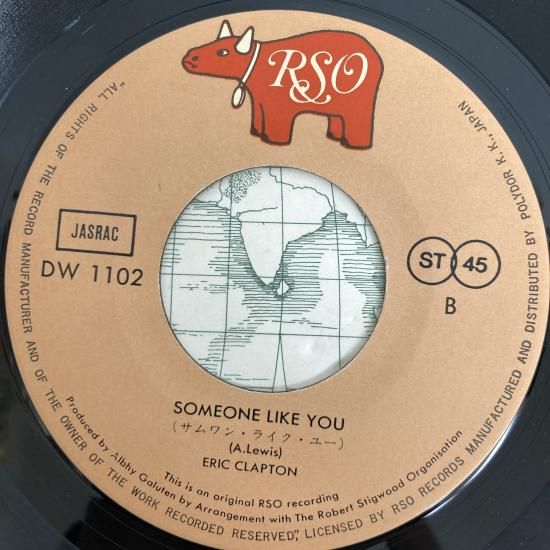 RSO
JASRAC
DW 1102
ST 45
B
SOMEONE LIKE YOU
(サムワン・ライク・ユー)
(A.Lewis)
ERIC CLAPTON
This is an original RSO recording
Produced by Albhy Galuten by Arrangement with The Robert Stigwood Organisation
"ALL RIGHTS OF THE RECORD MANUFACTURER AND OF THE OWNER OF THE WORK RECORDED RESERVED", LICENSED BY RSO RECORDS MANUFACTURED AND DISTRIBUTED BY POLYDOR K. K., JAPAN